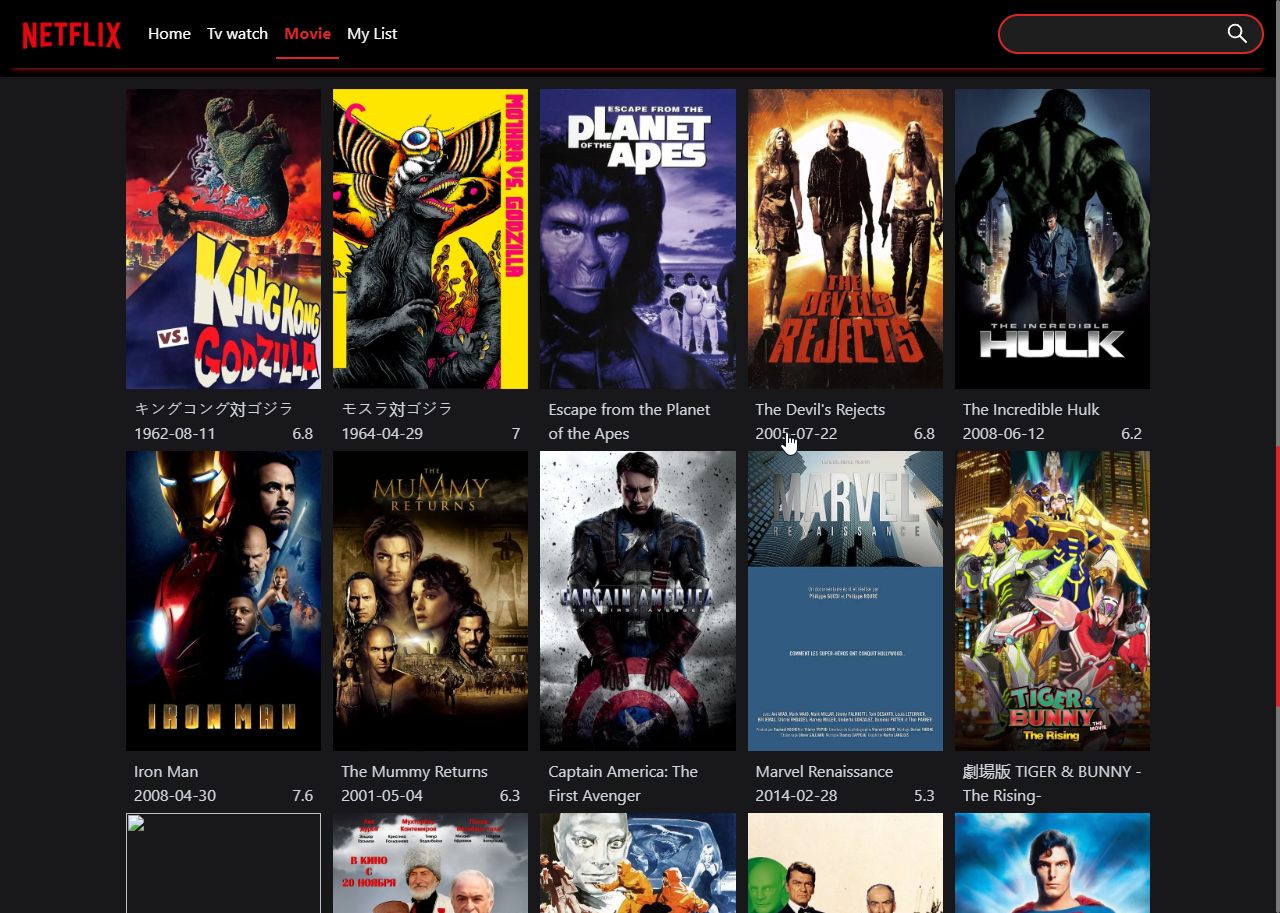 NETFLIX
Home Tv watch Movie My List
KING KONG
VS.
GODZILLA
MOTHRA VS. GODZILLA
ESCAPE FROM THE
PLANET
OF THE
APES
THE
DEVIL'S
REJECTS
THE INCREDIBLE
HULK
キングコング対ゴジラ
1962-08-11 6.8
モスラ対ゴジラ
1964-04-29 7
Escape from the Planet
of the Apes
The Devil's Rejects
2005-07-22 6.8
The Incredible Hulk
2008-06-12 6.2
IRON MAN
THE
MUMMY
RETURNS
CAPTAIN AMERICA
THE FIRST AVENGER
MARVEL
RENAISSANCE
COMMENT LES SUPER-HÉROS ONT CONQUIT HOLLYWOOD...
TIGER &
BUNNY
THE MOVIE
The Rising
Iron Man
2008-04-30 7.6
The Mummy Returns
2001-05-04 6.3
Captain America: The
First Avenger
Marvel Renaissance
2014-02-28 5.3
劇場版 TIGER & BUNNY -
The Rising-
В КИНО
С
20 НОЯБРЯ